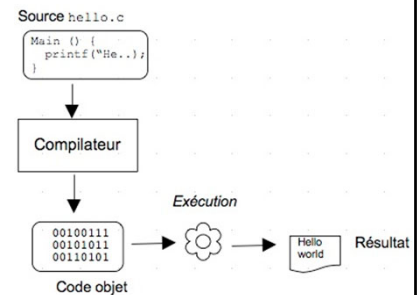 Source hello.c
Main () {
printf("He..);
}
Compilateur
Exécution
00100111
00101011
00110101
Hello
world
Résultat
Code objet